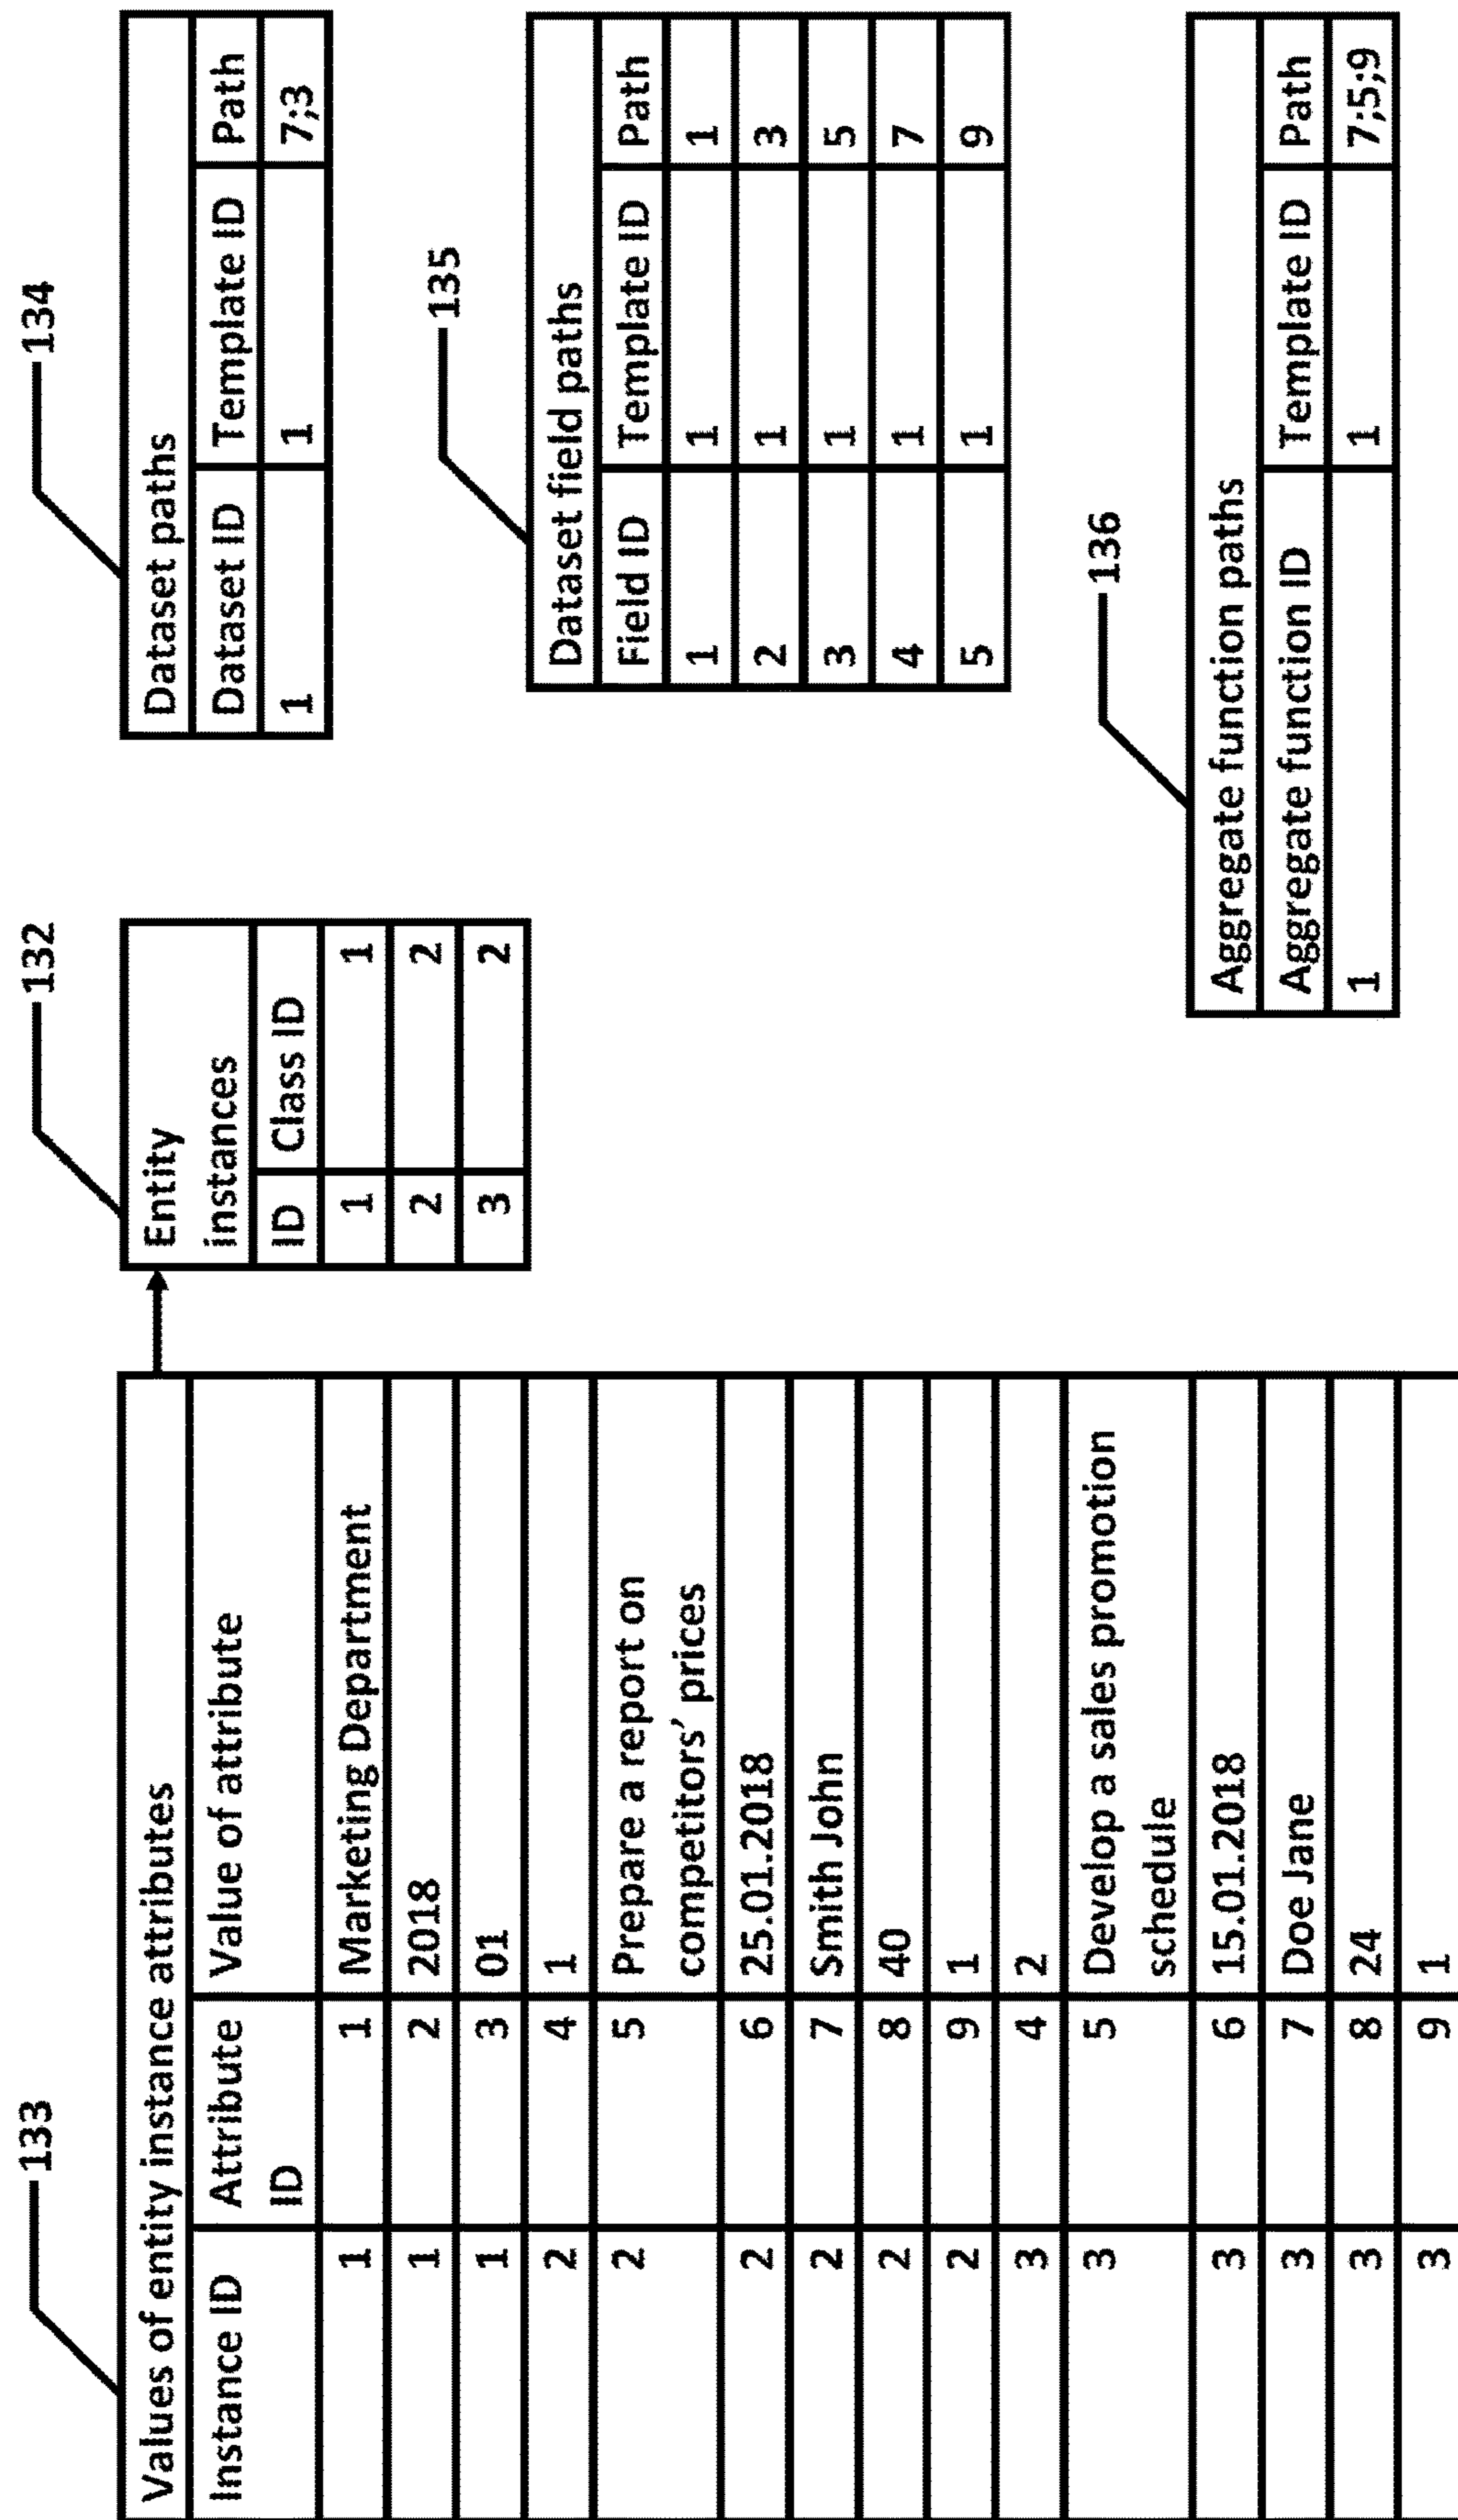 133
Values of entity instance attributes
Instance ID Attribute Value of attribute
ID
1 1 Marketing Department
1 2 2018
1 3 01
2 4 1
2 5 Prepare a report on
competitors' prices
2 6 25.01.2018
2 7 Smith John
2 8 40
2 9 1
3 4 2
3 5 Develop a sales promotion
schedule
3 6 15.01.2018
3 7 Doe Jane
3 8 24
3 9 1
132
Entity
instances
ID Class ID
1 1
2 2
3 2
134
Dataset paths
Dataset ID Template ID Path
1 1 7;3
135
Dataset field paths
Field ID Template ID Path
1 1 1
2 1 3
3 1 5
4 1 7
5 1 9
136
Aggregate function paths
Aggregate function ID Template ID Path
1 1 7;5;9